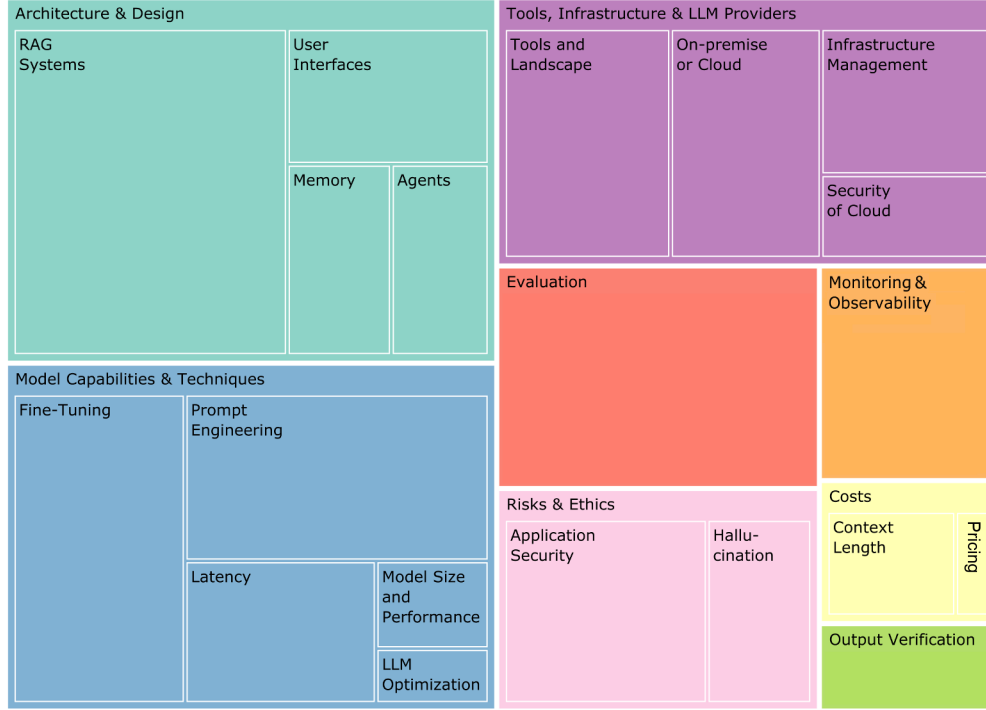 Architecture & Design
RAG
Systems
User
Interfaces
Memory
Agents
Model Capabilities & Techniques
Fine-Tuning
Prompt
Engineering
Latency
Model Size
and
Performance
LLM
Optimization
Tools, Infrastructure & LLM Providers
Tools and
Landscape
On-premise
or Cloud
Infrastructure
Management
Security
of Cloud
Evaluation
Monitoring &
Observability
Risks & Ethics
Application
Security
Hallu-
cination
Costs
Context
Length
Pricing
Output Verification